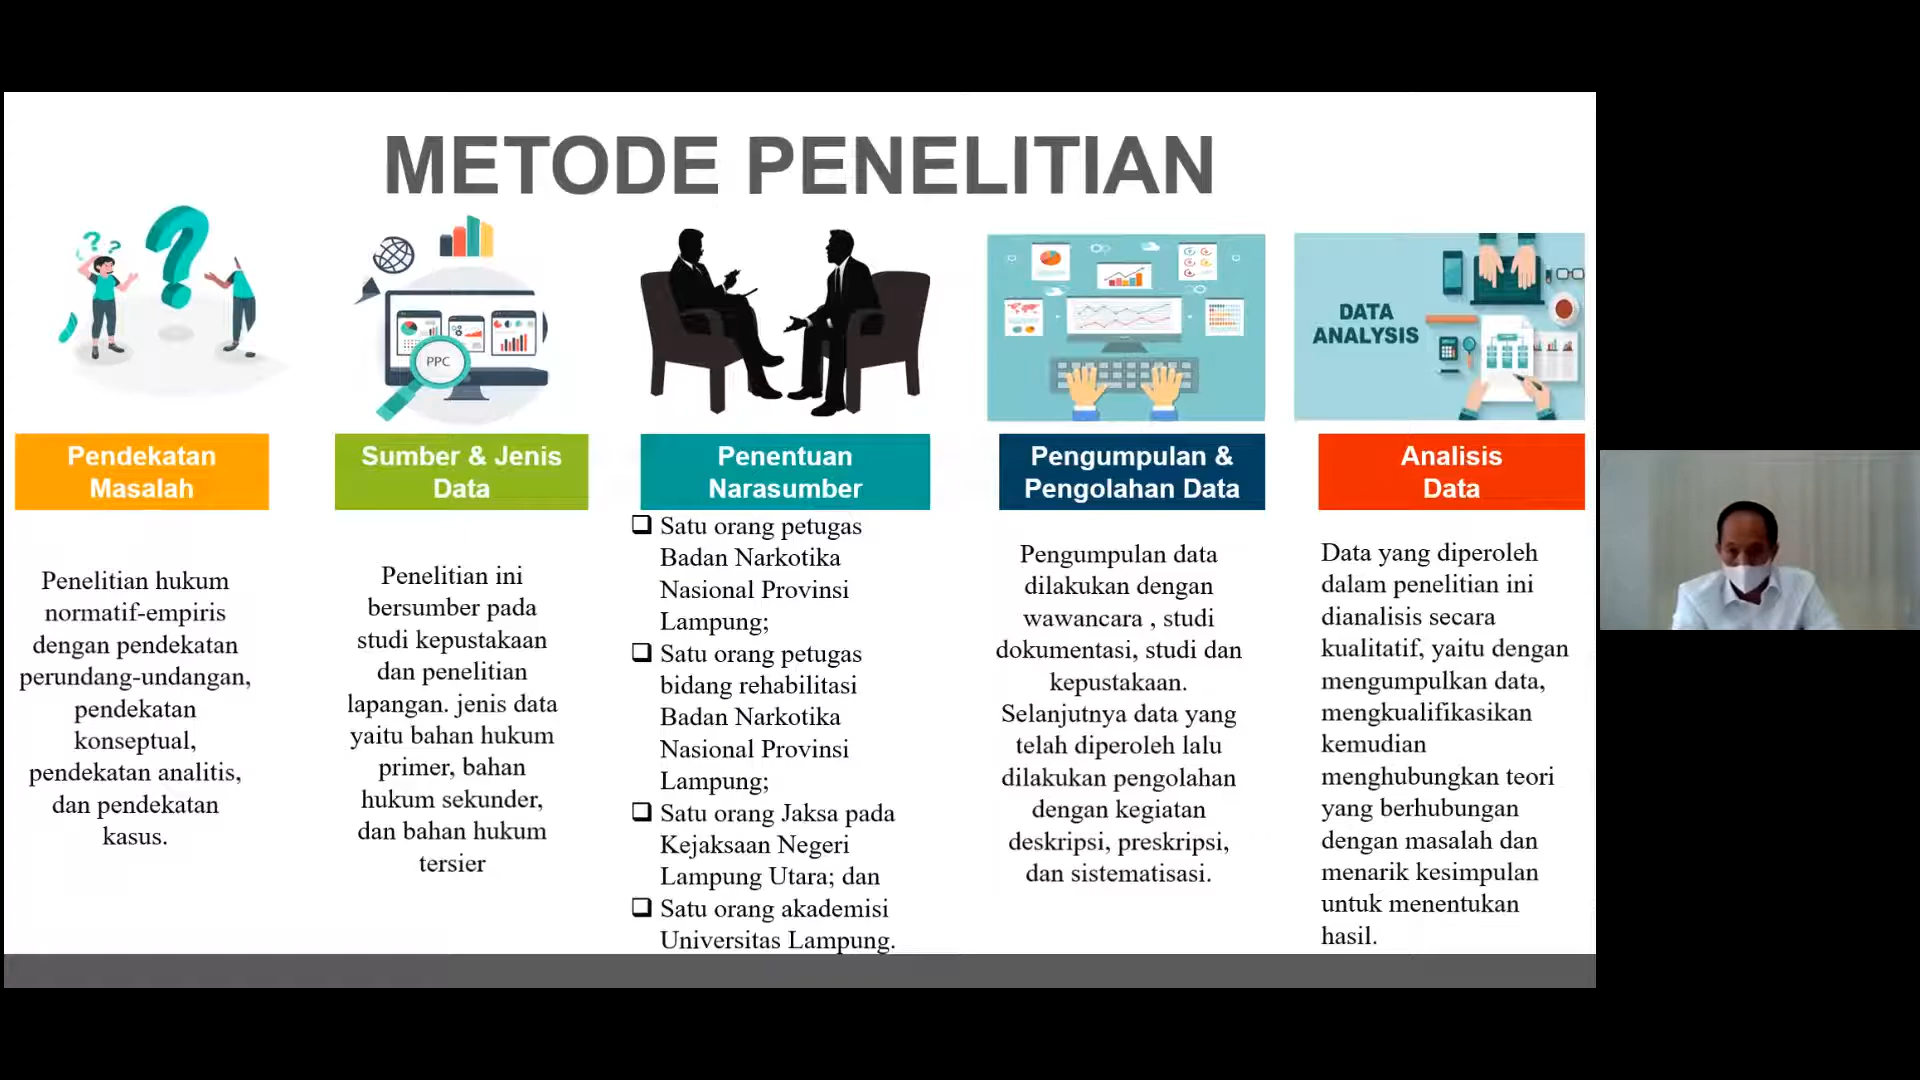 METODE PENELITIAN
PPC
DATA
ANALYSIS
Pendekatan
Masalah
Penelitian hukum
normatif-empiris
dengan pendekatan
perundang-undangan,
pendekatan
konseptual,
pendekatan analitis,
dan pendekatan
kasus.
Sumber & Jenis
Data
Penelitian ini
bersumber pada
studi kepustakaan
dan penelitian
lapangan. jenis data
yaitu bahan hukum
primer, bahan
hukum sekunder,
dan bahan hukum
tersier
Penentuan
Narasumber
Satu orang petugas
Badan Narkotika
Nasional Provinsi
Lampung;
Satu orang petugas
bidang rehabilitasi
Badan Narkotika
Nasional Provinsi
Lampung;
Satu orang Jaksa pada
Kejaksaan Negeri
Lampung Utara; dan
Satu orang akademisi
Universitas Lampung.
Pengumpulan &
Pengolahan Data
Pengumpulan data
dilakukan dengan
wawancara , studi
dokumentasi, studi dan
kepustakaan.
Selanjutnya data yang
telah diperoleh lalu
dilakukan pengolahan
dengan kegiatan
deskripsi, preskripsi,
dan sistematisasi.
Analisis
Data
Data yang diperoleh
dalam penelitian ini
dianalisis secara
kualitatif, yaitu dengan
mengumpulkan data,
mengkualifikasikan
kemudian
menghubungkan teori
yang berhubungan
dengan masalah dan
menarik kesimpulan
untuk menentukan
hasil.